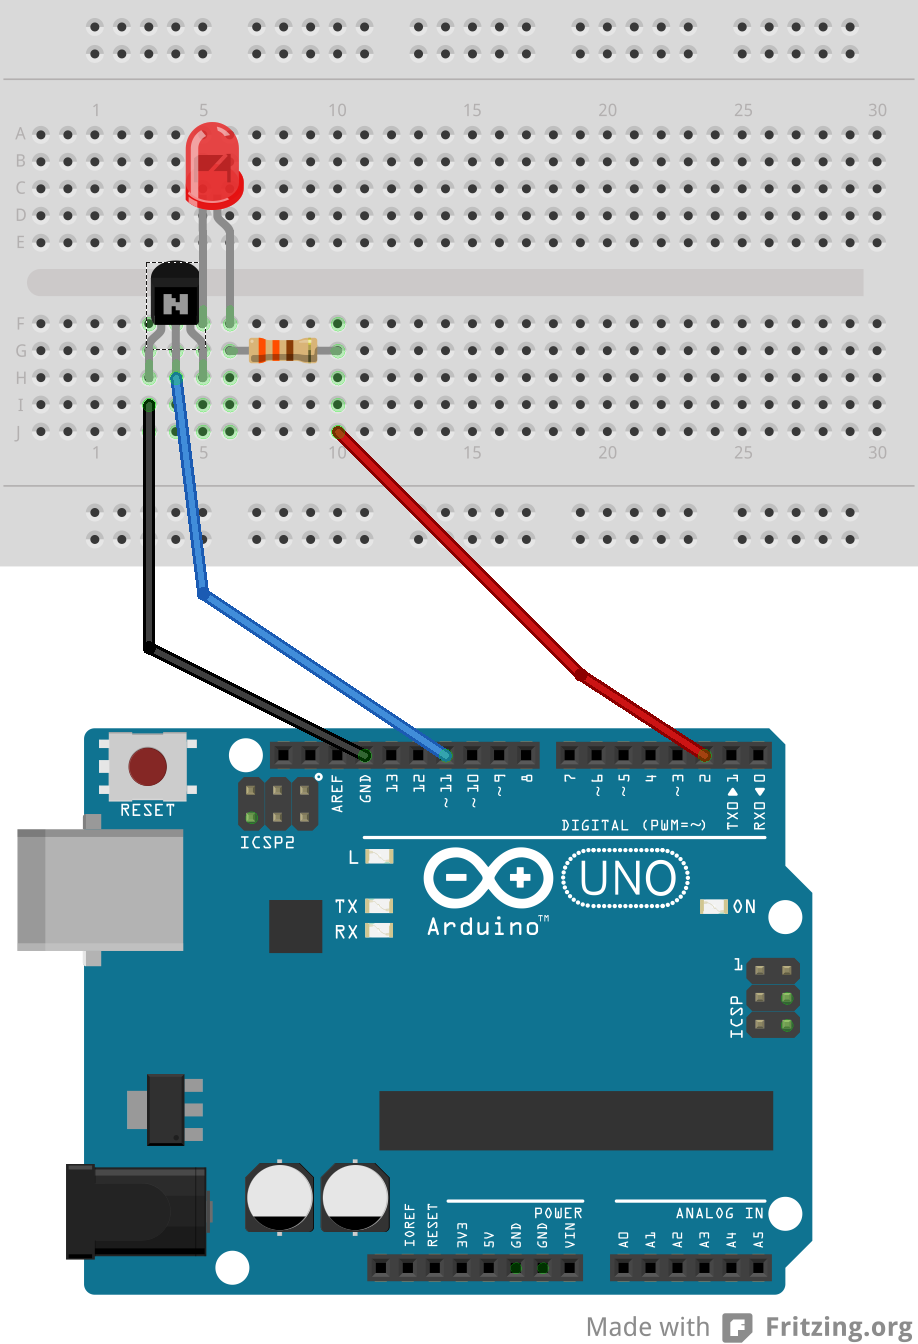 1 5 10 15 20 25 30
A
B
C
D
E
N
F
G
H
I
J
1 10 15 20 25 30
RESET
ICSP2
AREF
GND
13
12
~11
~10
~9
8
7
~6
~5
4
~3
2
TX0▶1
RX0◀0
DIGITAL (PWM=~)
L
TX
RX
UNO
Arduino™
ON
1
ICSP
POWER
ANALOG IN
IOREF
RESET
3V3
5V
GND
GND
VIN
A0
A1
A2
A3
A4
A5
Made with Fritzing.org